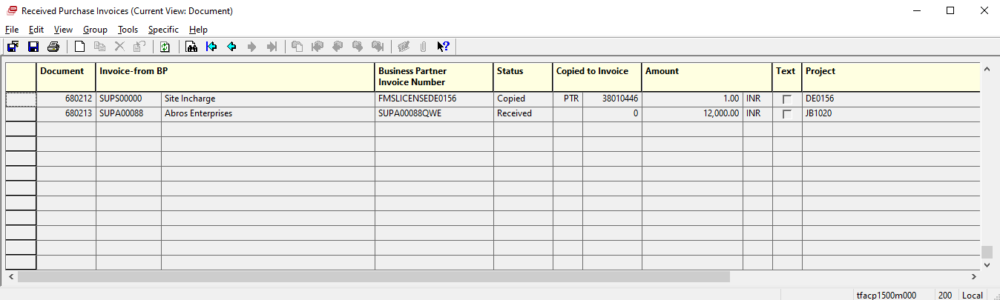 Received Purchase Invoices (Current View: Document)
File Edit View Group Tools Specific Help
Document Invoice-from BP Business Partner Invoice Number Status Copied to Invoice Amount Text Project
680212 SUPS00000 Site Incharge FMSLICENSEDE0156 Copied PTR 38010446 1.00 INR DE0156
680213 SUPA00088 Abros Enterprises SUPA00088QWE Received 0 12,000.00 INR JB1020
tfacp1500m000 200 Local